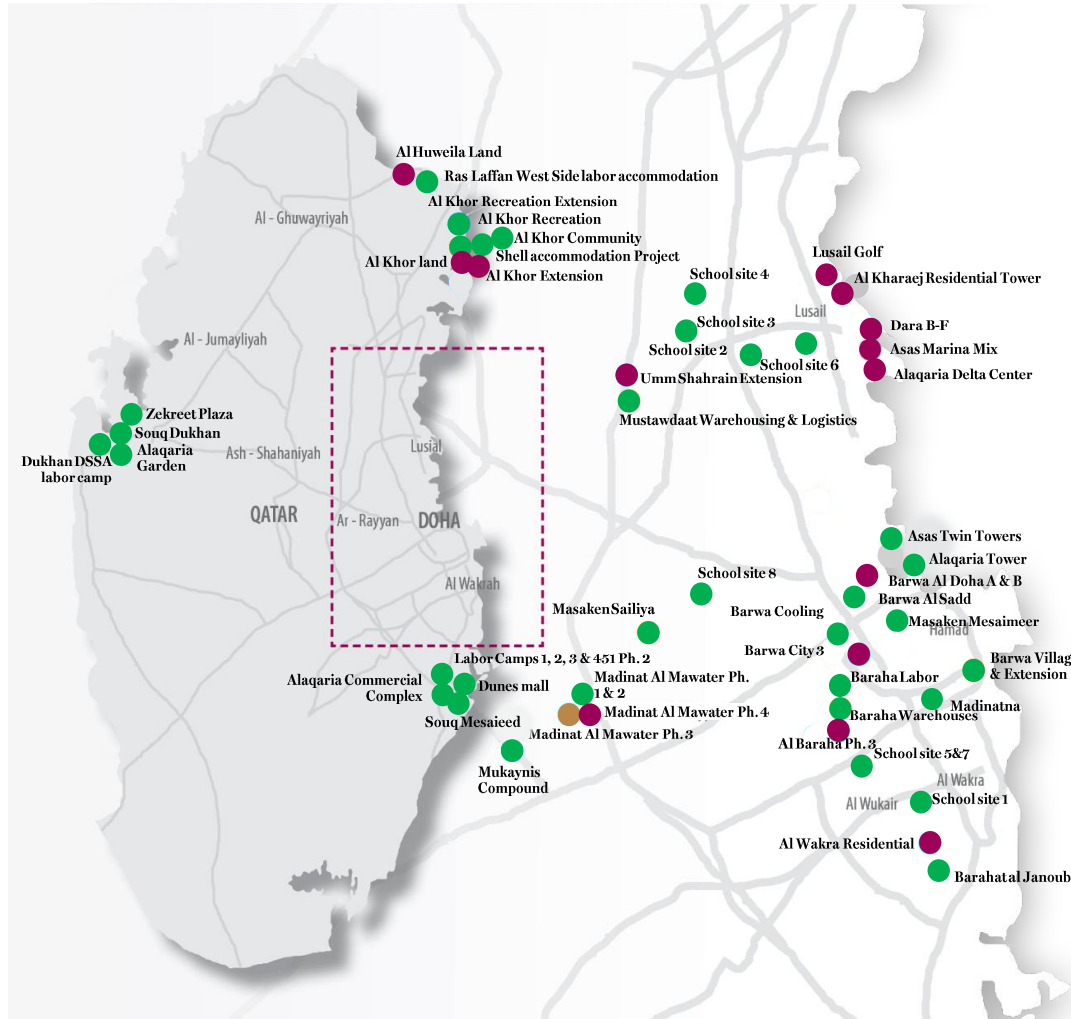 Al Huweila Land
Ras Laffan West Side labor accommodation
Al Khor Recreation Extension
Al - Ghuwayriyah
Al Khor Recreation
Al Khor Community
Shell accommodation Project
Al Khor land
Al Khor Extension
Al - Jumayliyah
Zekreet Plaza
Souq Dukhan
Alaqaria
Garden
Dukhan DSSA
labor camp
Ash - Shahaniyah
Lusial
QATAR
Ar - Rayyan
DOHA
Al Wakrah
Labor Camps 1, 2, 3 & 451 Ph. 2
Alaqaria Commercial
Complex
Dunes mall
Souq Mesaieed
Mukaynis
Compound
Lusail Golf
Al Kharaej Residential Tower
School site 4
Lusail
School site 3
Dara B-F
School site 2
Asas Marina Mix
School site 6
Alaqaria Delta Center
Umm Shahrain Extension
Mustawdaat Warehousing & Logistics
Asas Twin Towers
Alaqaria Tower
School site 8
Barwa Al Doha A & B
Barwa Al Sadd
Masaken Sailiya
Barwa Cooling
Masaken Mesaimeer
Hamad
Barwa City 3
Barwa Villag
& Extension
Madinat Al Mawater Ph.
1 & 2
Baraha Labor
Madinatna
Madinat Al Mawater Ph. 4
Baraha Warehouses
Madinat Al Mawater Ph. 3
Al Baraha Ph. 3
School site 5&7
Al Wakra
Al Wukair
School site 1
Al Wakra Residential
Barahat al Janoub